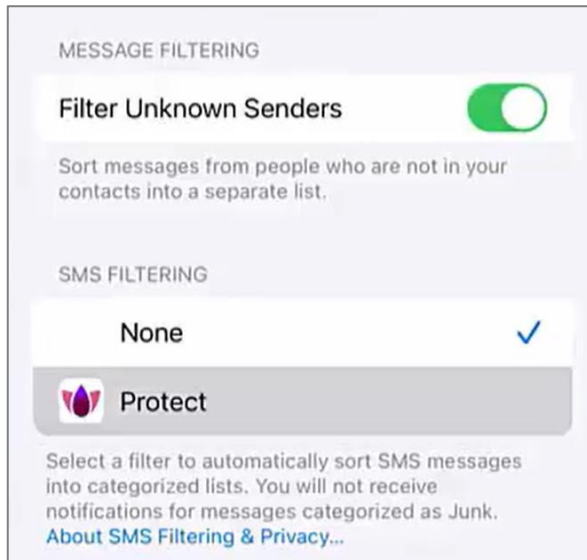 MESSAGE FILTERING
Filter Unknown Senders
Sort messages from people who are not in your
contacts into a separate list.
SMS FILTERING
None
Protect
Select a filter to automatically sort SMS messages
into categorized lists. You will not receive
notifications for messages categorized as Junk.
About SMS Filtering & Privacy...